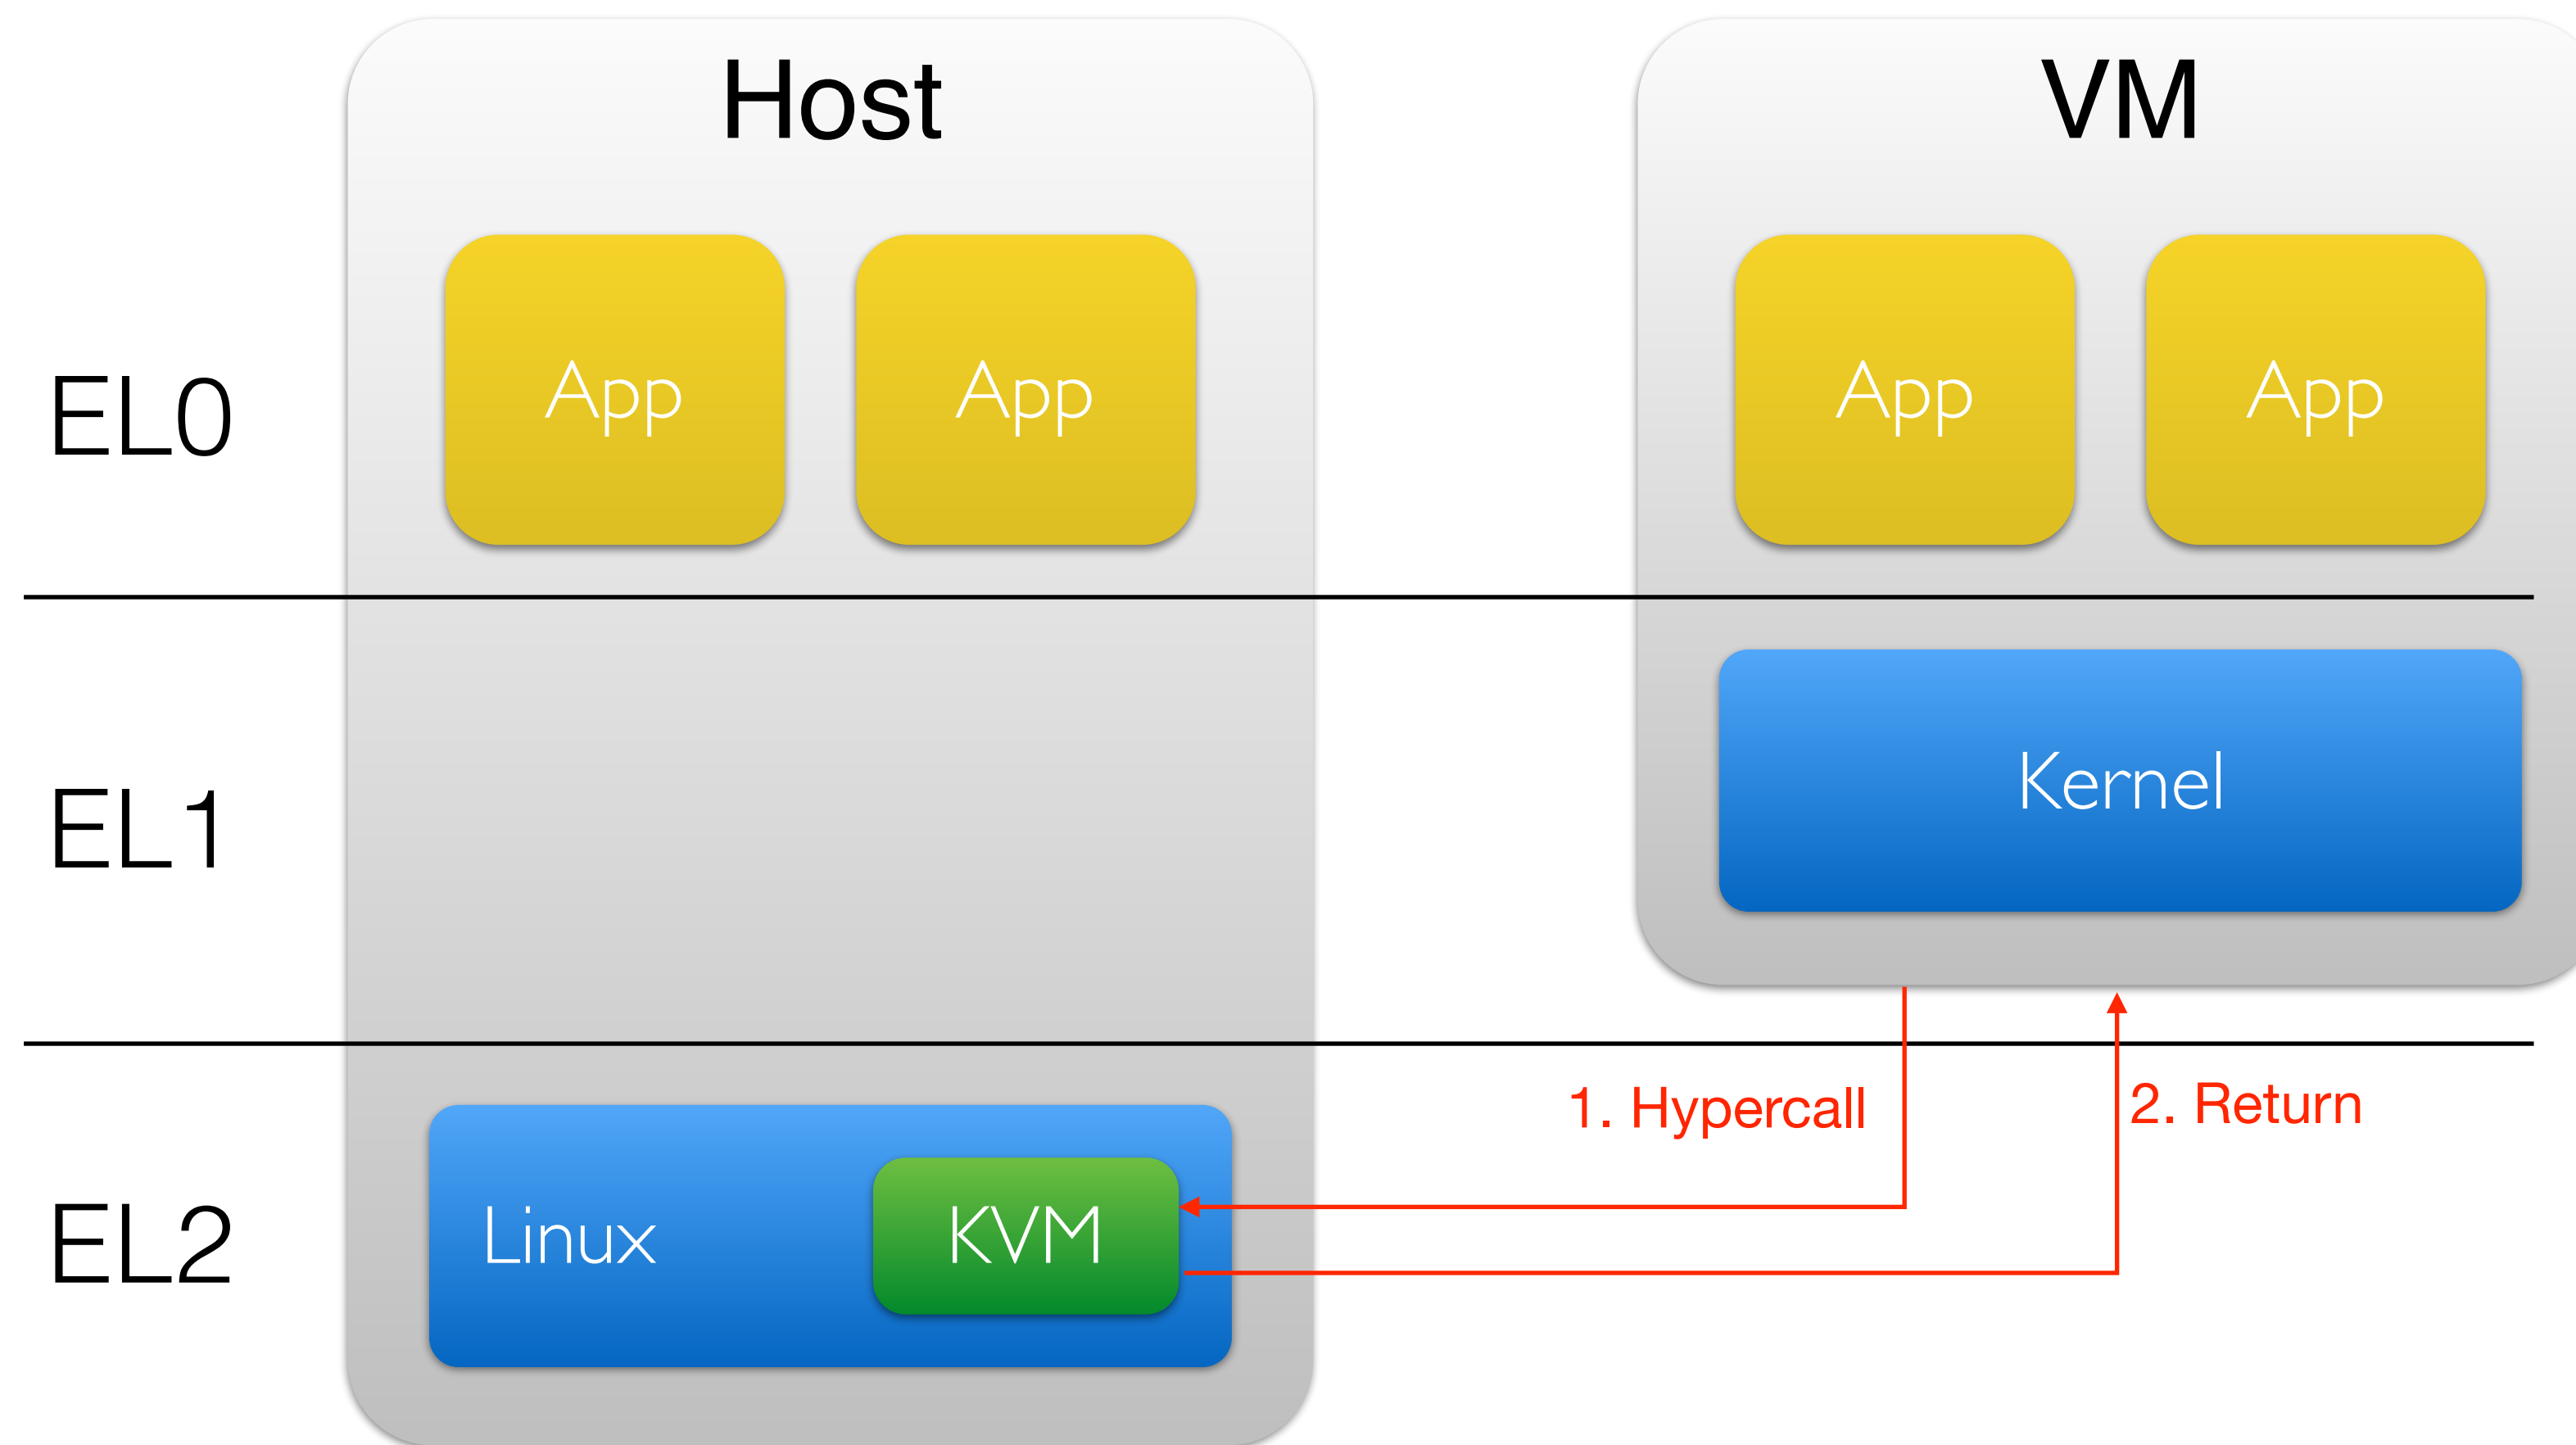 Host
VM
EL0
App
App
App
App
EL1
Kernel
1. Hypercall
2. Return
EL2
Linux
KVM